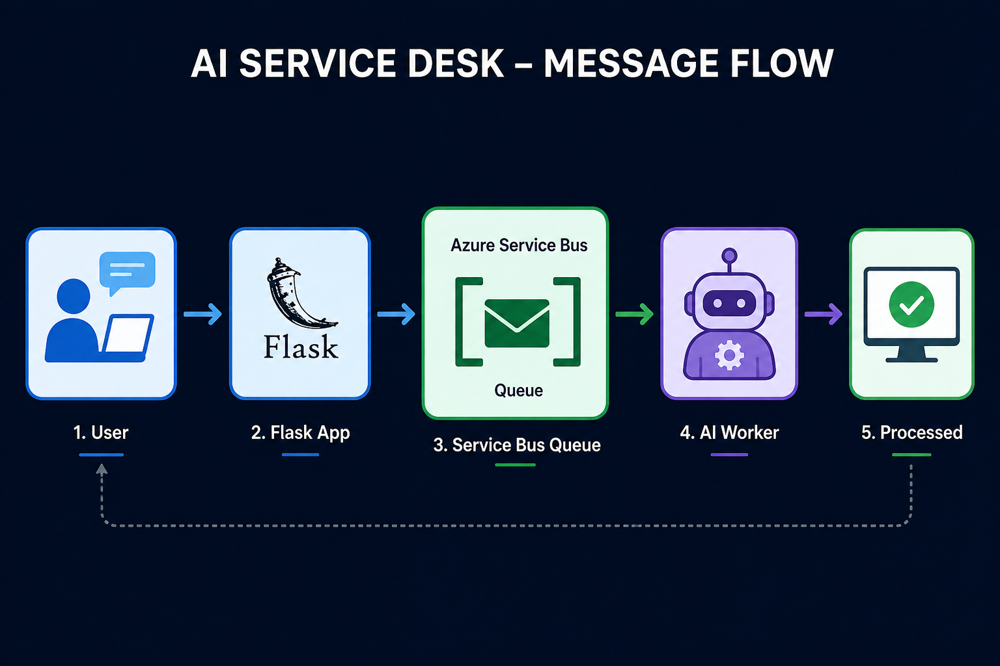 AI SERVICE DESK – MESSAGE FLOW
Flask
Azure Service Bus
Queue
1. User
2. Flask App
3. Service Bus Queue
4. AI Worker
5. Processed